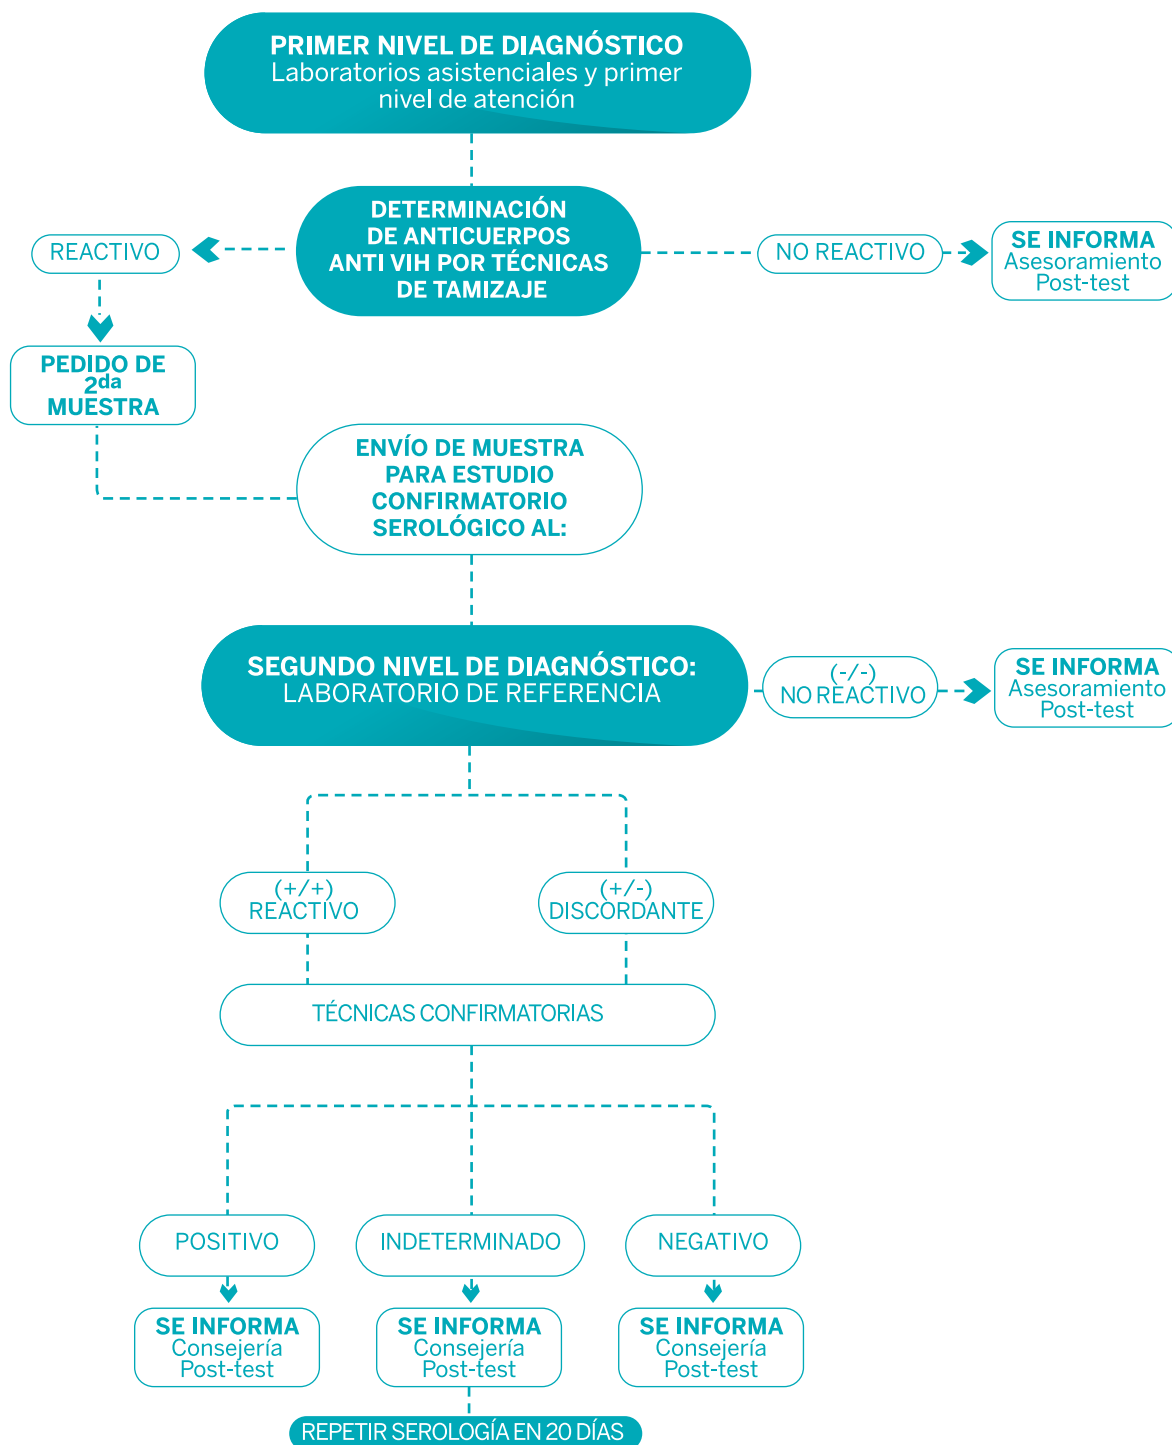 PRIMER NIVEL DE DIAGNÓSTICO
Laboratorios asistenciales y primer
nivel de atención
DETERMINACIÓN
DE ANTICUERPOS
ANTI VIH POR TÉCNICAS
DE TAMIZAJE
REACTIVO
NO REACTIVO
SE INFORMA
Asesoramiento
Post-test
PEDIDO DE
2da
MUESTRA
ENVÍO DE MUESTRA
PARA ESTUDIO
CONFIRMATORIO
SEROLÓGICO AL:
SEGUNDO NIVEL DE DIAGNÓSTICO:
LABORATORIO DE REFERENCIA
(-/-)
NO REACTIVO
SE INFORMA
Asesoramiento
Post-test
(+/+)
REACTIVO
(+/-)
DISCORDANTE
TÉCNICAS CONFIRMATORIAS
POSITIVO
INDETERMINADO
NEGATIVO
SE INFORMA
Consejería
Post-test
SE INFORMA
Consejería
Post-test
SE INFORMA
Consejería
Post-test
REPETIR SEROLOGÍA EN 20 DÍAS